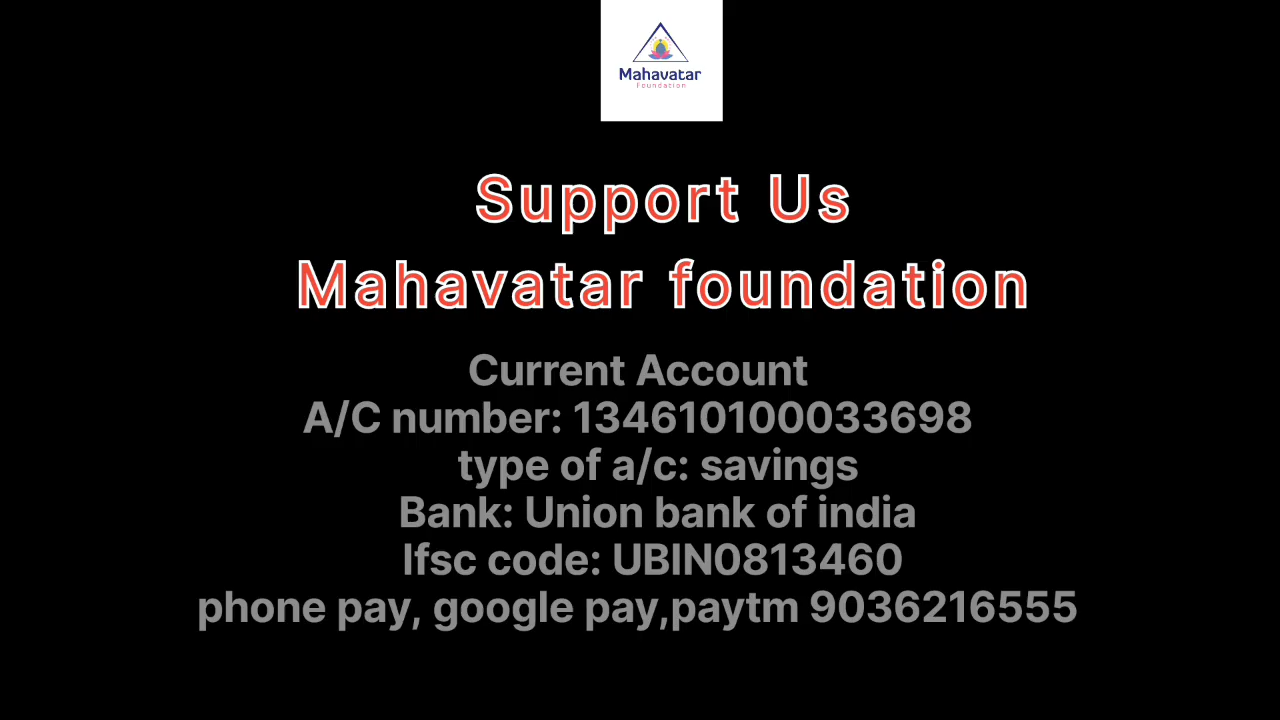 Mahavatar
Foundation
Support Us
Mahavatar foundation
Current Account
A/C number: 134610100033698
type of a/c: savings
Bank: Union bank of india
Ifsc code: UBIN0813460
phone pay, google pay,paytm 9036216555